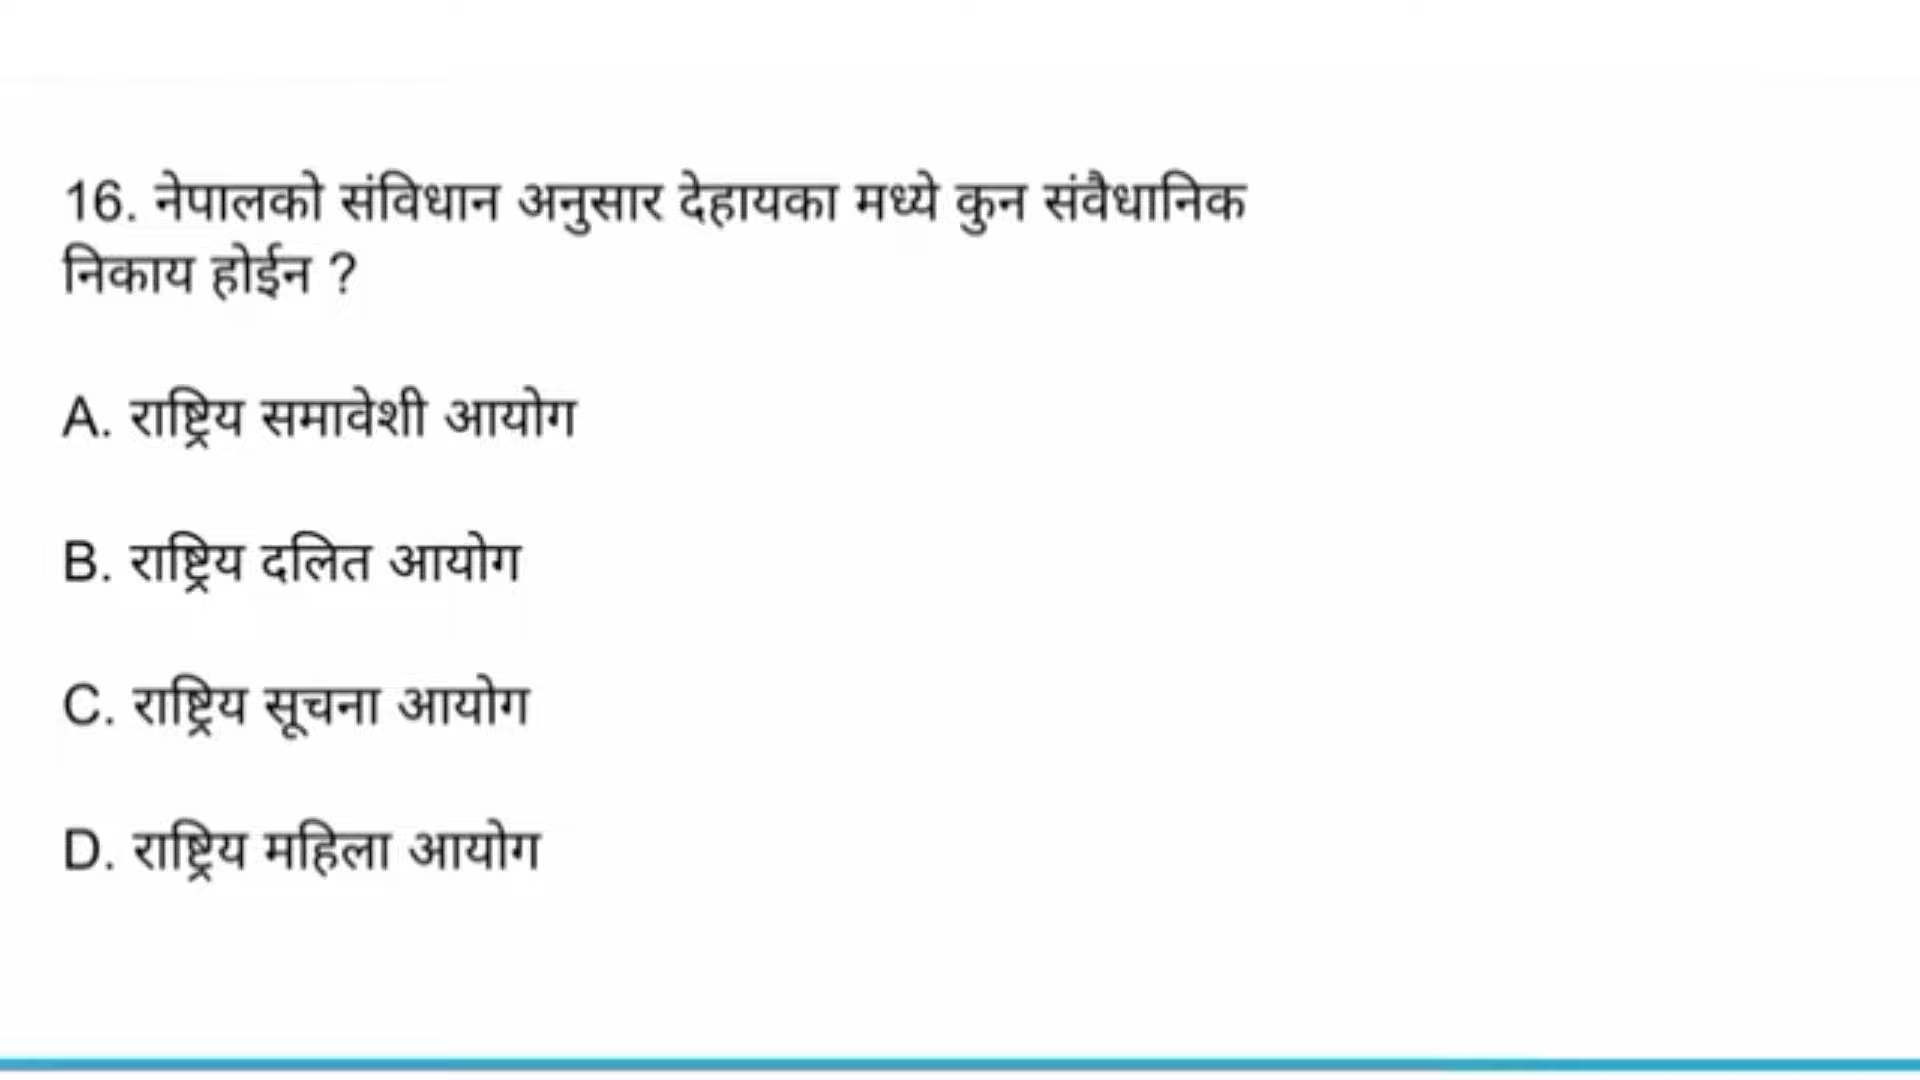 16. नेपालको संविधान अनुसार देहायका मध्ये कुन संवैधानिक
निकाय होईन ?
A. राष्ट्रिय समावेशी आयोग
B. राष्ट्रिय दलित आयोग
C. राष्ट्रिय सूचना आयोग
D. राष्ट्रिय महिला आयोग